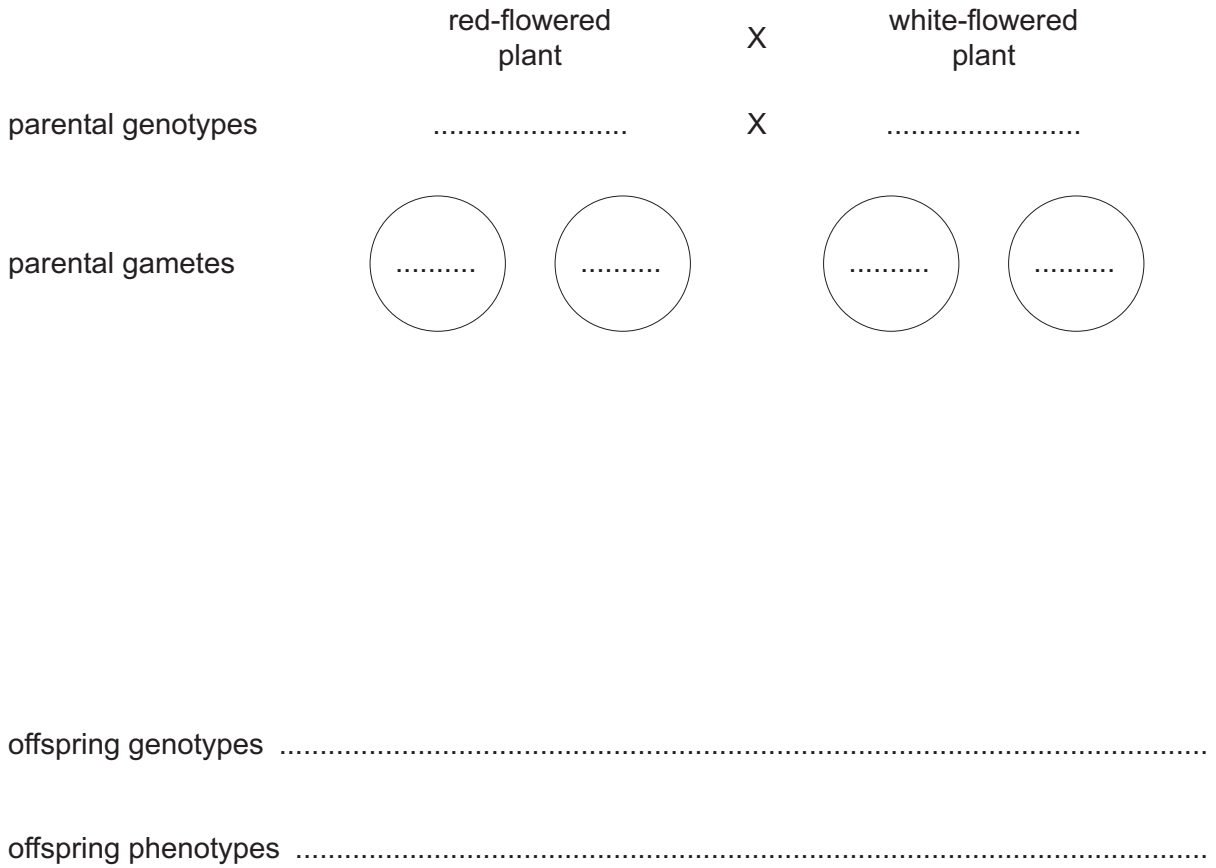 red-flowered plant X white-flowered plant
parental genotypes ........................ X ........................
parental gametes .......... .......... .......... ..........
offspring genotypes ...................................................................................................................
offspring phenotypes .................................................................................................................